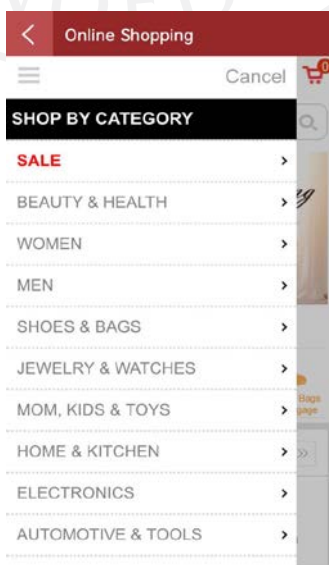 Online Shopping
Cancel
0
SHOP BY CATEGORY
SALE
BEAUTY & HEALTH
WOMEN
MEN
SHOES & BAGS
JEWELRY & WATCHES
Bags
MOM, KIDS & TOYS
HOME & KITCHEN
ELECTRONICS
AUTOMOTIVE & TOOLS